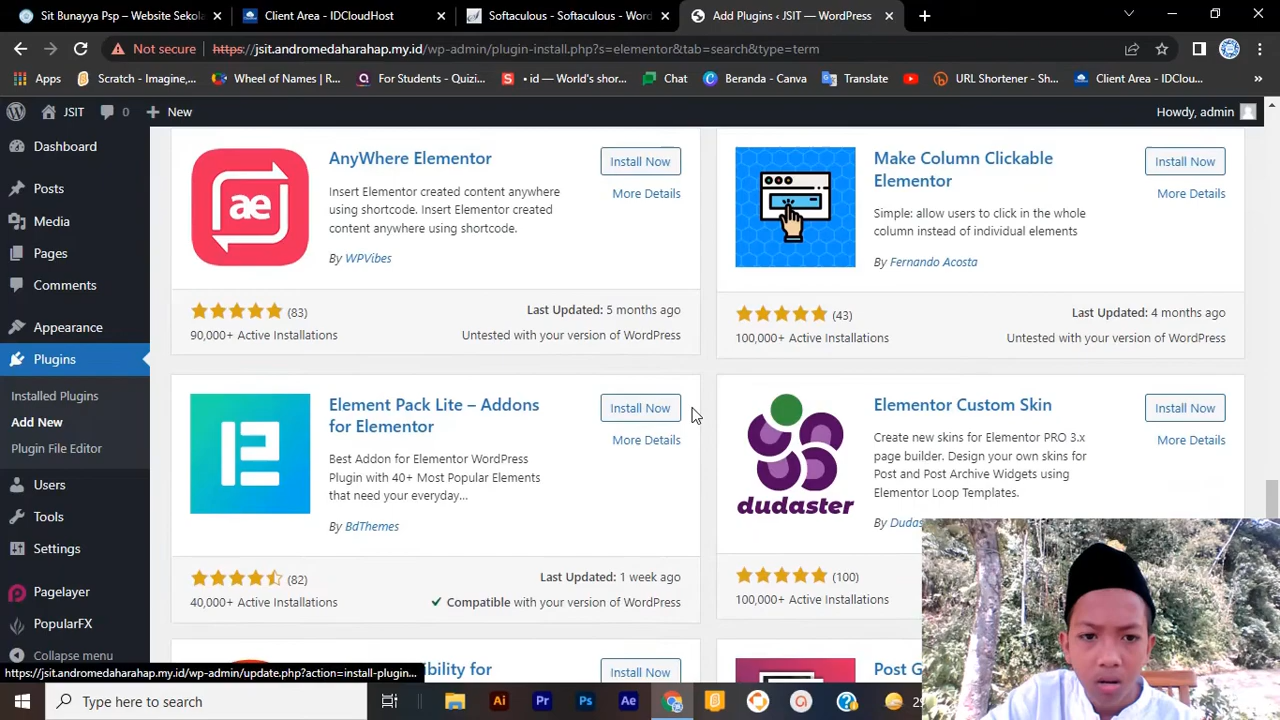 Sit Bunayya Psp - Website Sekola
Client Area - IDCloudHost
Softaculous - Softaculous - Word
Add Plugins ‹ JSIT — WordPress
Not secure
https://jsit.andromedaharahap.my.id/wp-admin/plugin-install.php?s=elementor&tab=search&type=term
Apps
Scratch - Imagine,...
Wheel of Names | R...
For Students - Quizi...
• id — World's shor...
Chat
Beranda - Canva
Translate
URL Shortener - Sh...
Client Area - IDClou...
JSIT
0
New
Howdy, admin
Dashboard
Posts
Media
Pages
Comments
Appearance
Plugins
Installed Plugins
Add New
Plugin File Editor
Users
Tools
Settings
Pagelayer
PopularFX
Collapse menu
ae
AnyWhere Elementor
Install Now
More Details
Insert Elementor created content anywhere
using shortcode. Insert Elementor created
content anywhere using shortcode.
By WPVibes
(83)
Last Updated: 5 months ago
90,000+ Active Installations
Untested with your version of WordPress
Make Column Clickable
Elementor
Install Now
More Details
Simple: allow users to click in the whole
column instead of individual elements
By Fernando Acosta
(43)
Last Updated: 4 months ago
100,000+ Active Installations
Untested with your version of WordPress
Element Pack Lite – Addons
for Elementor
Install Now
More Details
Best Addon for Elementor WordPress
Plugin with 40+ Most Popular Elements
that need your everyday...
By BdThemes
(82)
Last Updated: 1 week ago
40,000+ Active Installations
Compatible with your version of WordPress
dudaster
Elementor Custom Skin
Install Now
More Details
Create new skins for Elementor PRO 3.x
page builder. Design your own skins for
Post and Post Archive Widgets using
Elementor Loop Templates.
By Dudas
(100)
100,000+ Active Installations
bility for
Install Now
Post G
https://jsit.andromedaharahap.my.id/wp-admin/update.php?action=install-plugin...
Type here to search
Ai
Pr
Ps
Ae
29